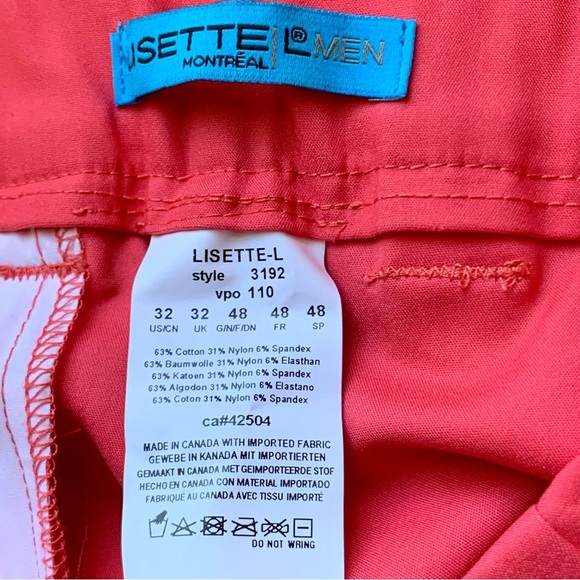 LISETTE L® MEN
MONTRÉAL
LISETTE-L
style 3192
vpo 110
32 32 48 48 48
US/CN UK G/N/F/DN FR SP
63% Cotton 31% Nylon 6% Spandex
63% Baumwolle 31% Nylon 6% Elasthan
63% Katoen 31% Nylon 6% Spandex
63% Algodon 31% Nylon 6% Elastano
63% Coton 31% Nylon 6% Spandex
ca#42504
MADE IN CANADA WITH IMPORTED FABRIC
GEWEBE IN KANADA MIT IMPORTIERTEN
GEMAAKT IN CANADA MET GEIMPORTEERDE STOF
HECHO EN CANADA CON MATERIAL IMPORTADO
FABRIQUÉ AU CANADA AVEC TISSU IMPORTÉ
DO NOT WRING